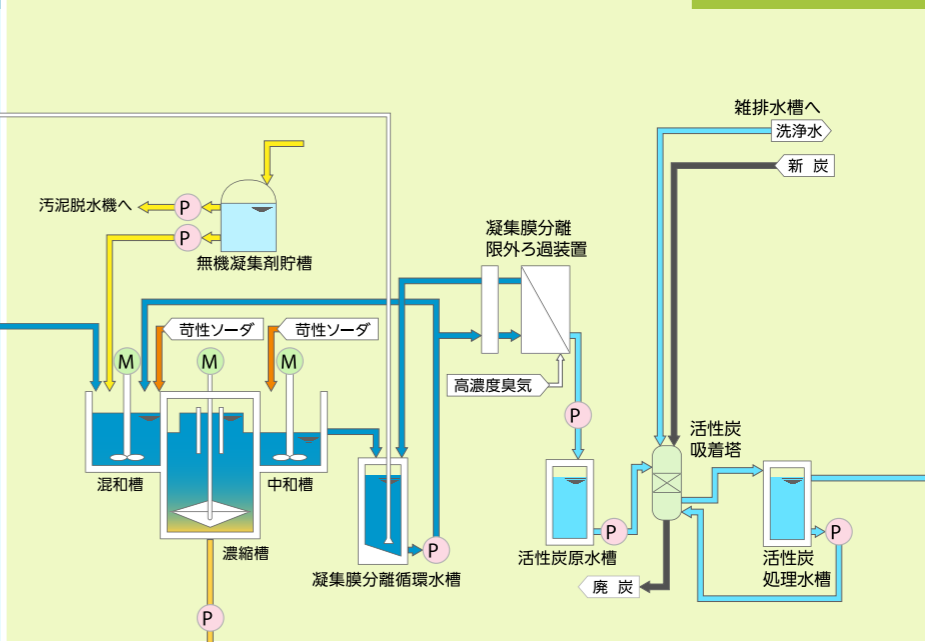 雑排水槽へ
洗浄水
新 炭
汚泥脱水機へ
P
P
無機凝集剤貯槽
凝集膜分離
限外ろ過装置
苛性ソーダ
苛性ソーダ
M
M
M
高濃度臭気
P
活性炭
吸着塔
混和槽
中和槽
濃縮槽
P
凝集膜分離循環水槽
P
活性炭原水槽
P
活性炭
処理水槽
廃 炭
P